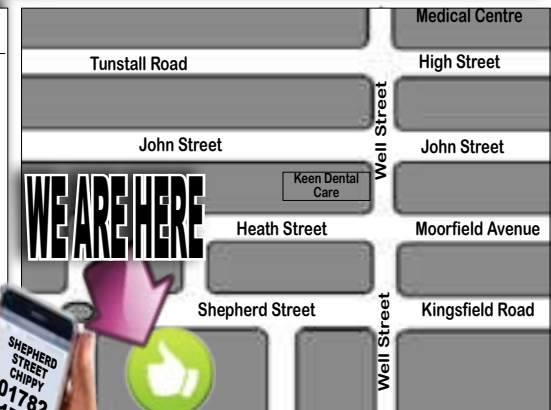 Medical Centre
Tunstall Road
High Street
Well Street
John Street
John Street
Keen Dental
Care
WE ARE HERE
Heath Street
Moorfield Avenue
Shepherd Street
Kingsfield Road
Well Street
SHEPHERD
STREET
CHIPPY
01782